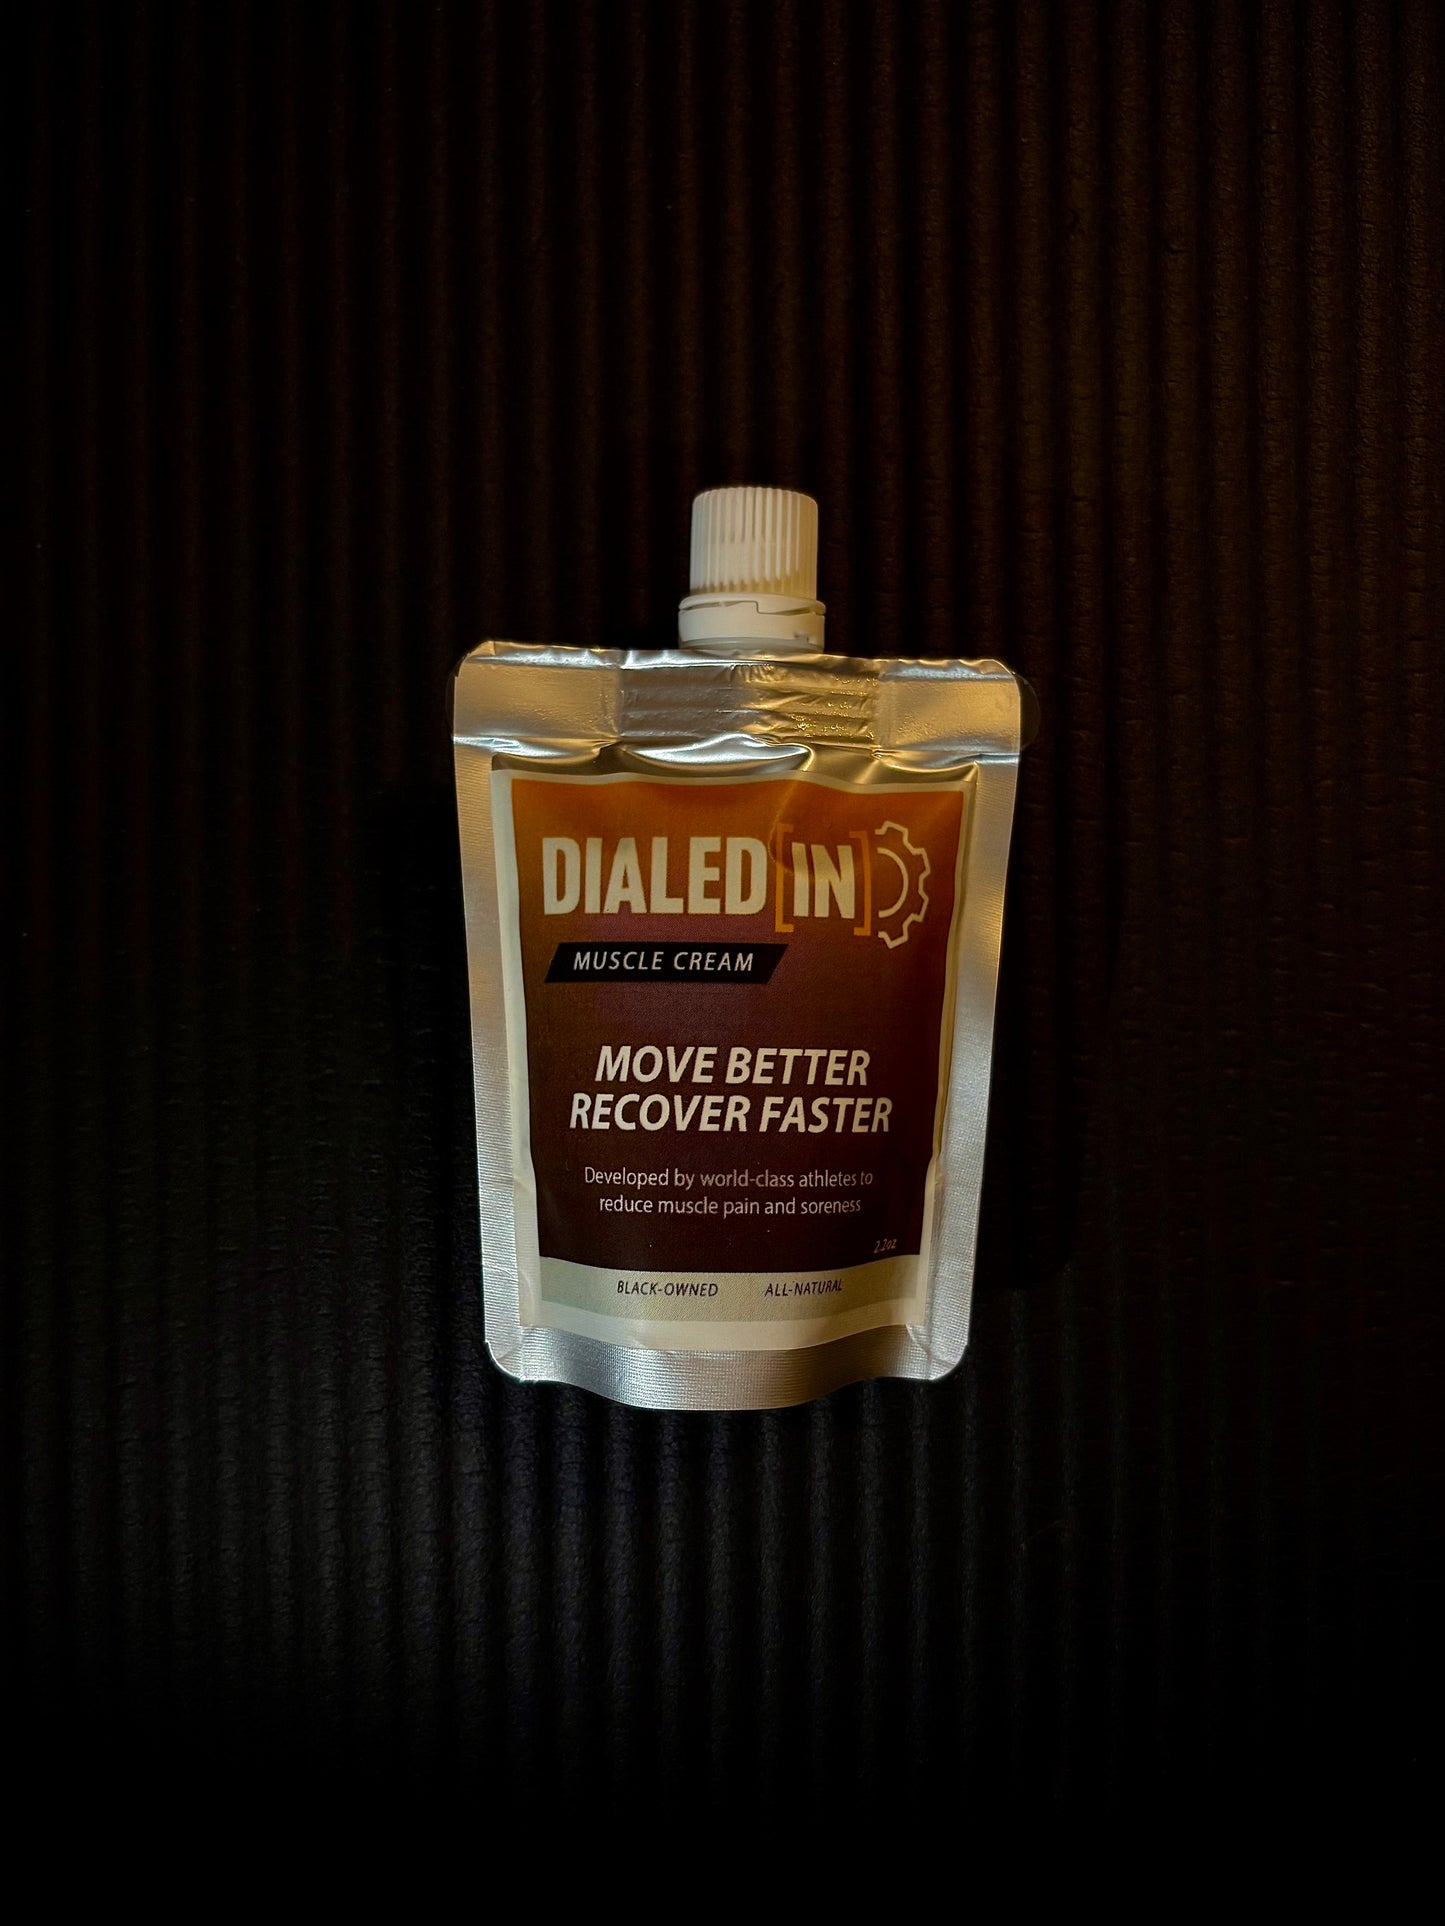 DIALED[IN]
MUSCLE CREAM
MOVE BETTER
RECOVER FASTER
Developed by world-class athletes to
reduce muscle pain and soreness
2.2oz
BLACK-OWNED ALL-NATURAL